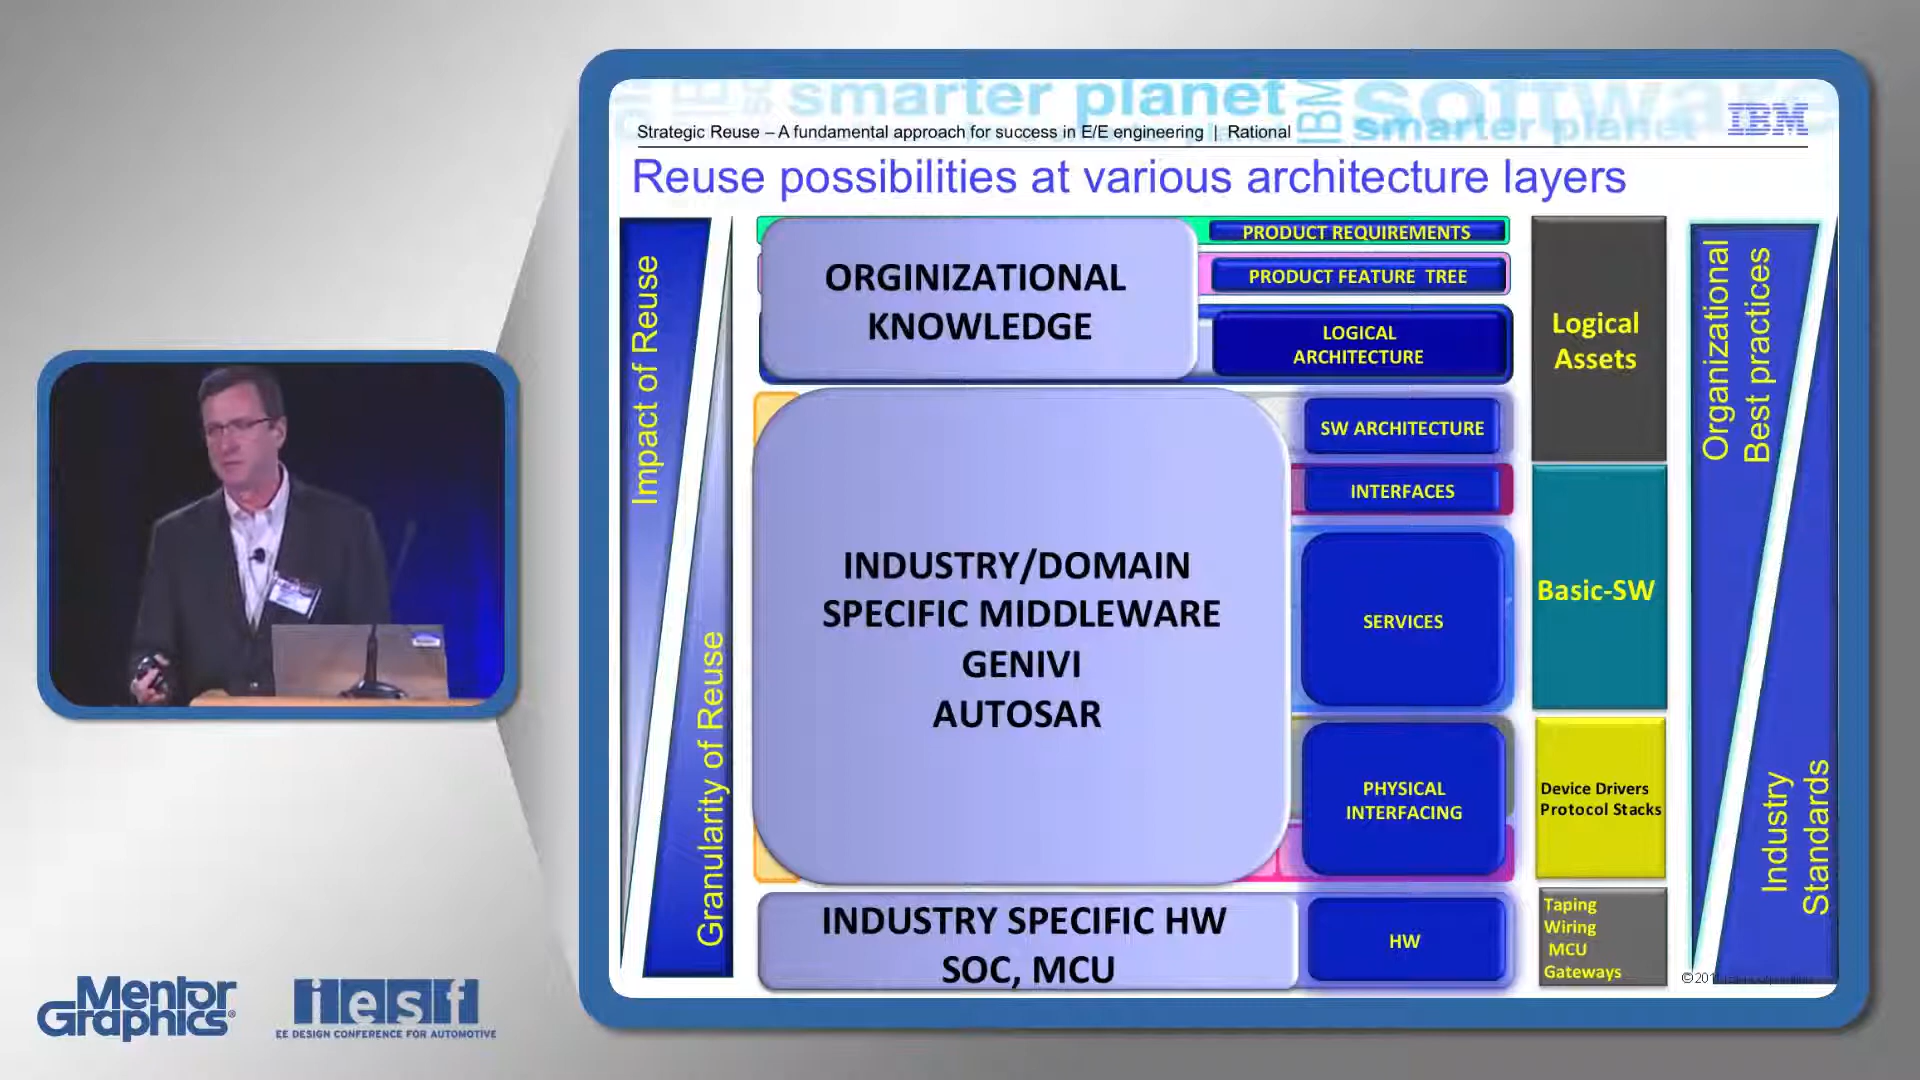 smarter planet
IBM
software
smarter planet
IBM
Strategic Reuse – A fundamental approach for success in E/E engineering | Rational
Reuse possibilities at various architecture layers
Impact of Reuse
Granularity of Reuse
ORGINIZATIONAL
KNOWLEDGE
PRODUCT REQUIREMENTS
PRODUCT FEATURE TREE
LOGICAL
ARCHITECTURE
INDUSTRY/DOMAIN
SPECIFIC MIDDLEWARE
GENIVI
AUTOSAR
SW ARCHITECTURE
INTERFACES
SERVICES
PHYSICAL
INTERFACING
INDUSTRY SPECIFIC HW
SOC, MCU
HW
Logical
Assets
Basic-SW
Device Drivers
Protocol Stacks
Taping
Wiring
MCU
Gateways
Organizational
Best practices
Industry
Standards
Mentor
Graphics®
iesf
EE DESIGN CONFERENCE FOR AUTOMOTIVE